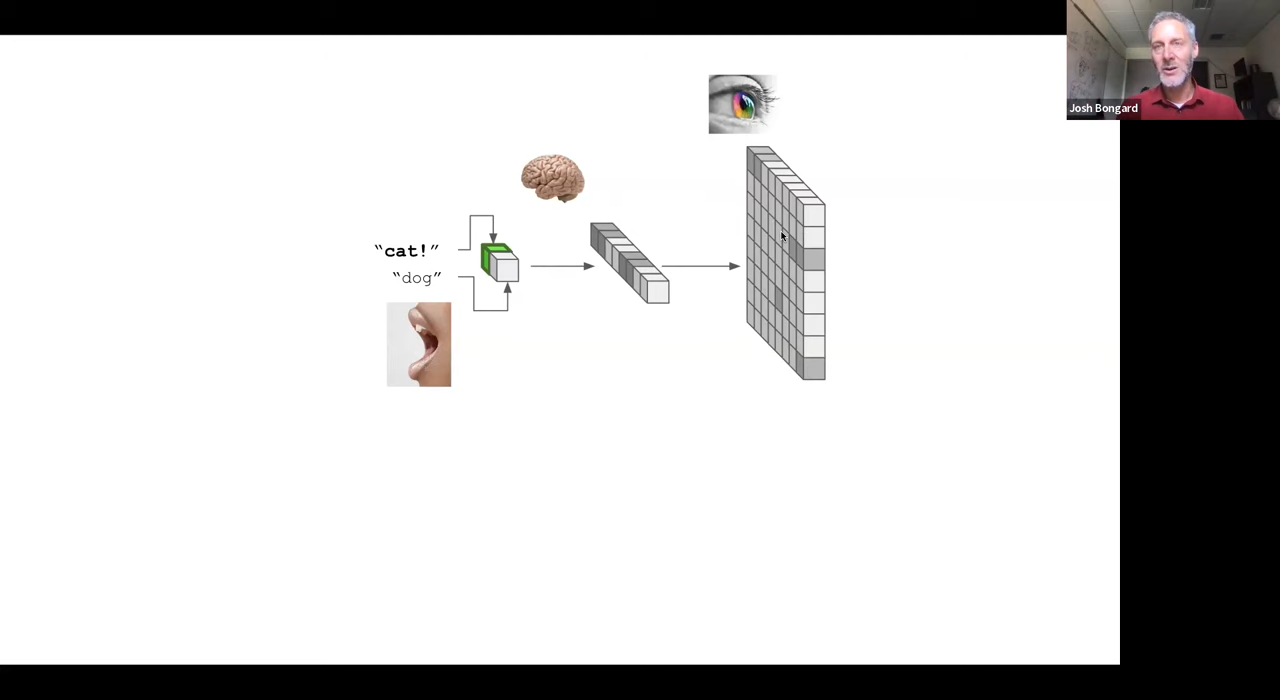 Josh Bongard
“cat!”
“dog”